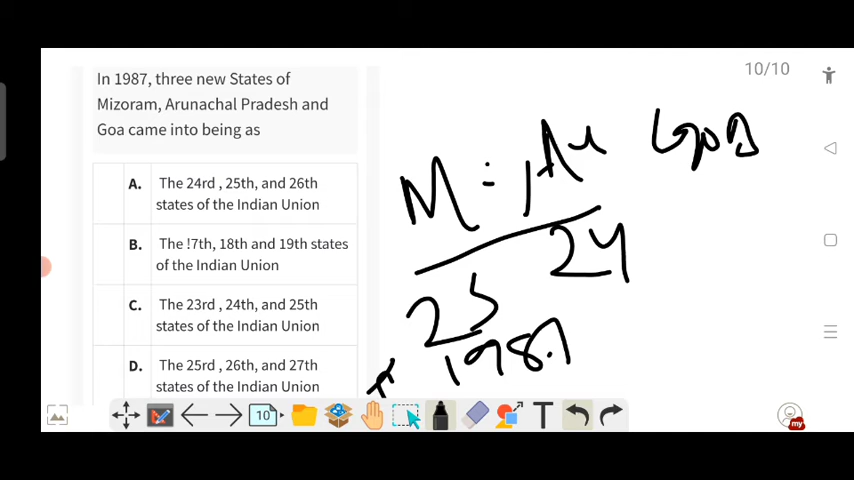 10/10
In 1987, three new States of
Mizoram, Arunachal Pradesh and
Goa came into being as
A. The 24rd , 25th, and 26th
states of the Indian Union
B. The !7th, 18th and 19th states
of the Indian Union
C. The 23rd , 24th, and 25th
states of the Indian Union
D. The 25rd , 26th, and 27th
states of the Indian Union
M: Au Goa
24
23
1987
10
T
my